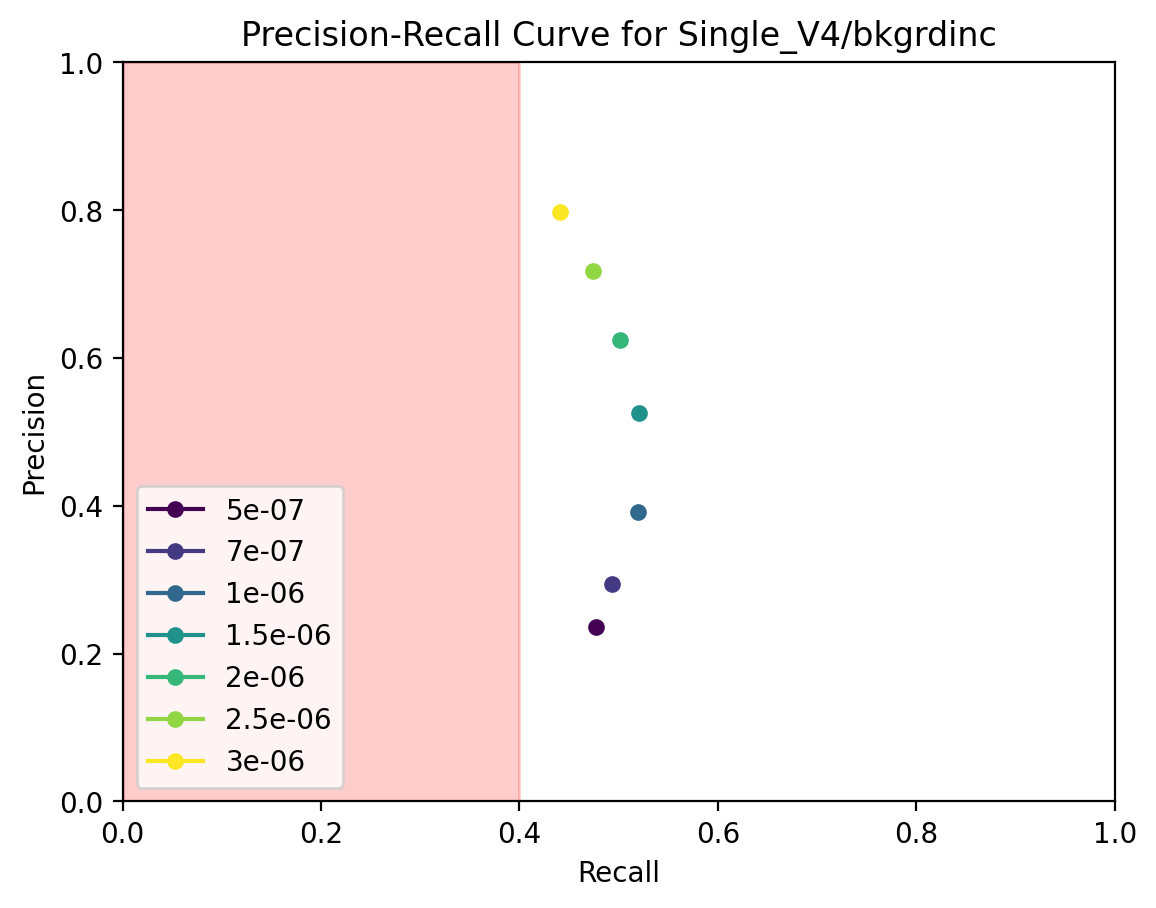 Precision-Recall Curve for Single_V4/bkgrdinc
1.0
0.8
0.6
0.4
0.2
0.0
Precision
5e-07
7e-07
1e-06
1.5e-06
2e-06
2.5e-06
3e-06
0.0 0.2 0.4 0.6 0.8 1.0
Recall